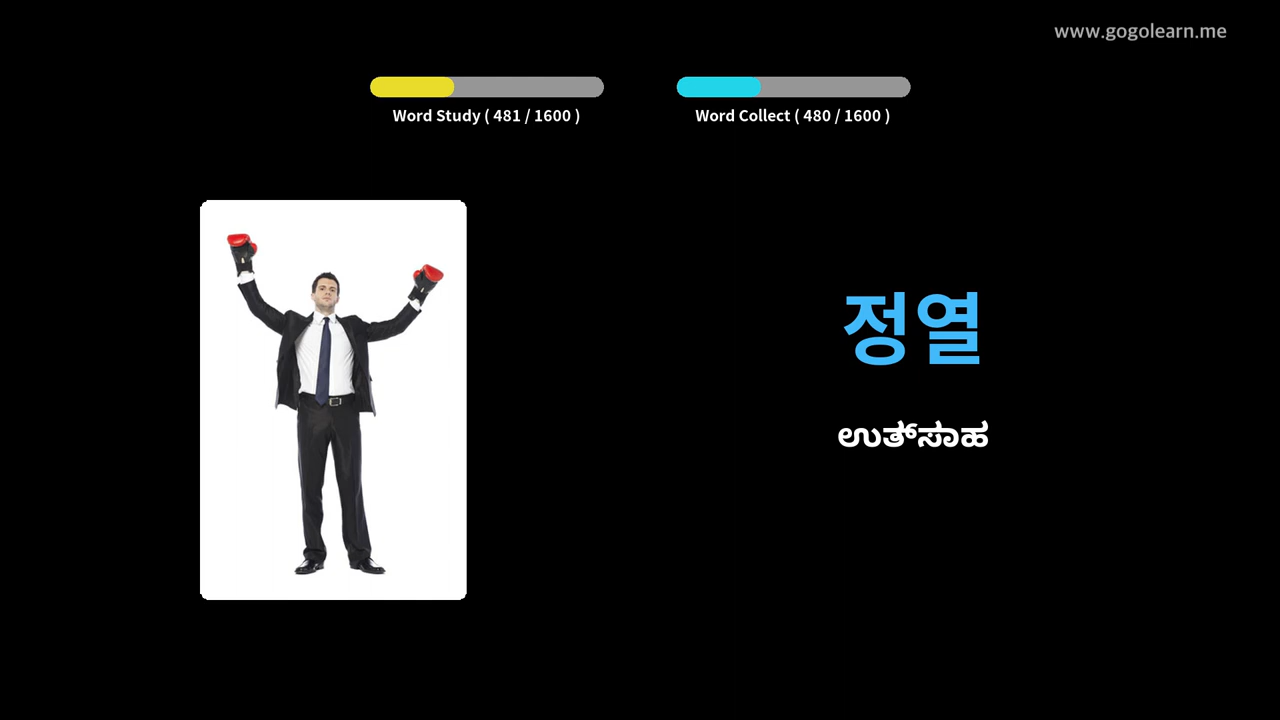 www.gogolearn.me
Word Study ( 481 / 1600 )
Word Collect ( 480 / 1600 )
정열
ಉತ್ಸಾಹ